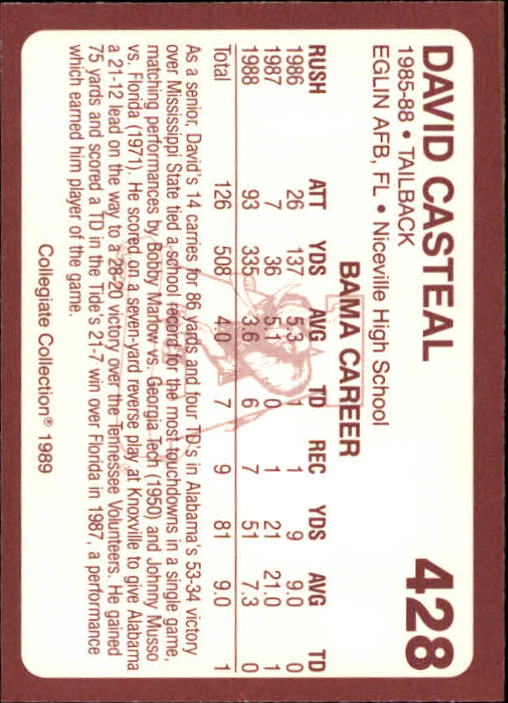 DAVID CASTEAL 428
1985-88 • TAILBACK
EGLIN AFB, FL • Niceville High School
BAMA CAREER
RUSH ATT YDS AVG TD REC YDS AVG TD
1986 26 137 5.3 1 1 9 9.0 0
1987 7 36 5.1 0 1 21 21.0 1
1988 93 335 3.6 6 7 51 7.3 0
Total 126 508 4.0 7 9 81 9.0 1
As a senior, David's 14 carries for 86 yards and four TD's in Alabama's 53-34 victory
over Mississippi State tied a school record for the most touchdowns in a single game,
matching performances by Bobby Marlow vs. Georgia Tech (1950) and Johnny Musso
vs. Florida (1971). He scored on a seven-yard reverse play at Knoxville to give Alabama
a 21-12 lead on the way to a 28-20 victory over the Tennessee Volunteers. He gained
75 yards and scored a TD in the Tide's 21-7 win over Florida in 1987, a performance
which earned him player of the game.
Collegiate Collection® 1989